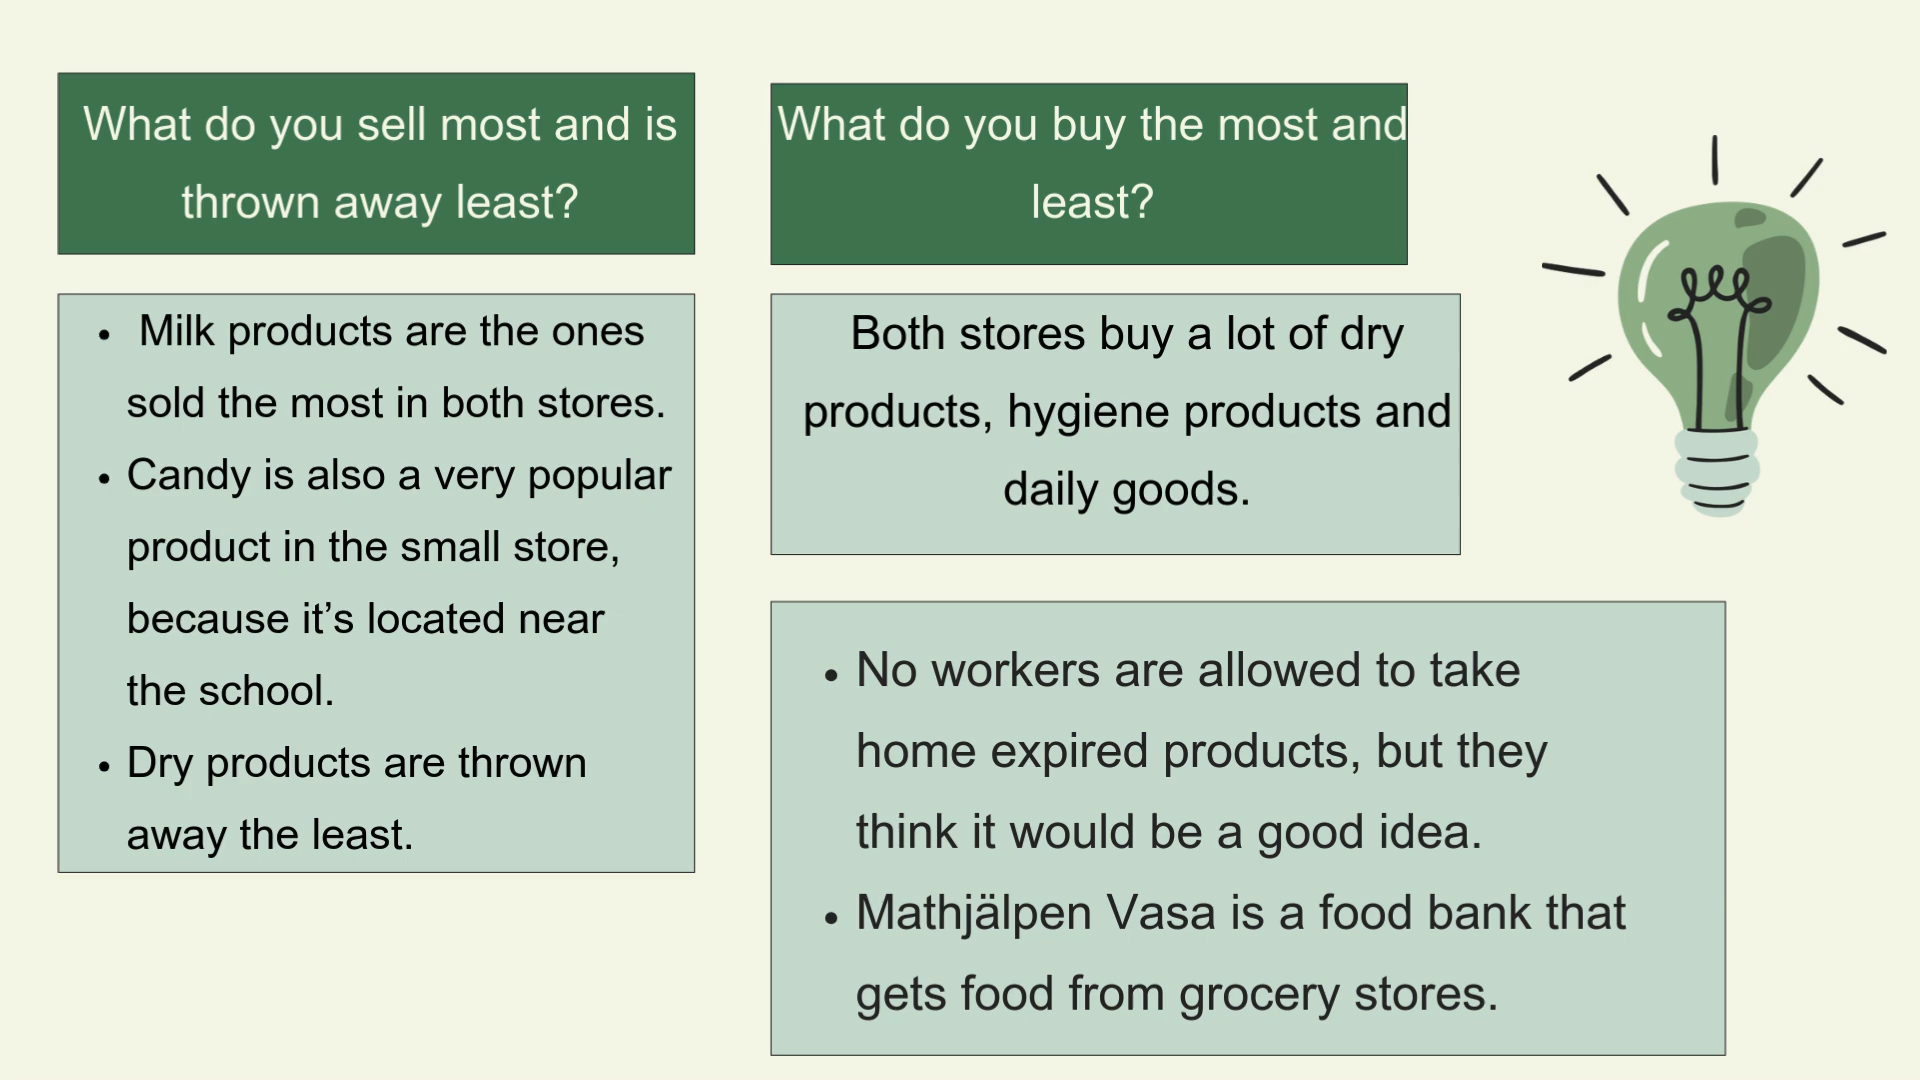 What do you sell most and is
thrown away least?
• Milk products are the ones
sold the most in both stores.
• Candy is also a very popular
product in the small store,
because it’s located near
the school.
• Dry products are thrown
away the least.
What do you buy the most and
least?
Both stores buy a lot of dry
products, hygiene products and
daily goods.
• No workers are allowed to take
home expired products, but they
think it would be a good idea.
• Mathjälpen Vasa is a food bank that
gets food from grocery stores.